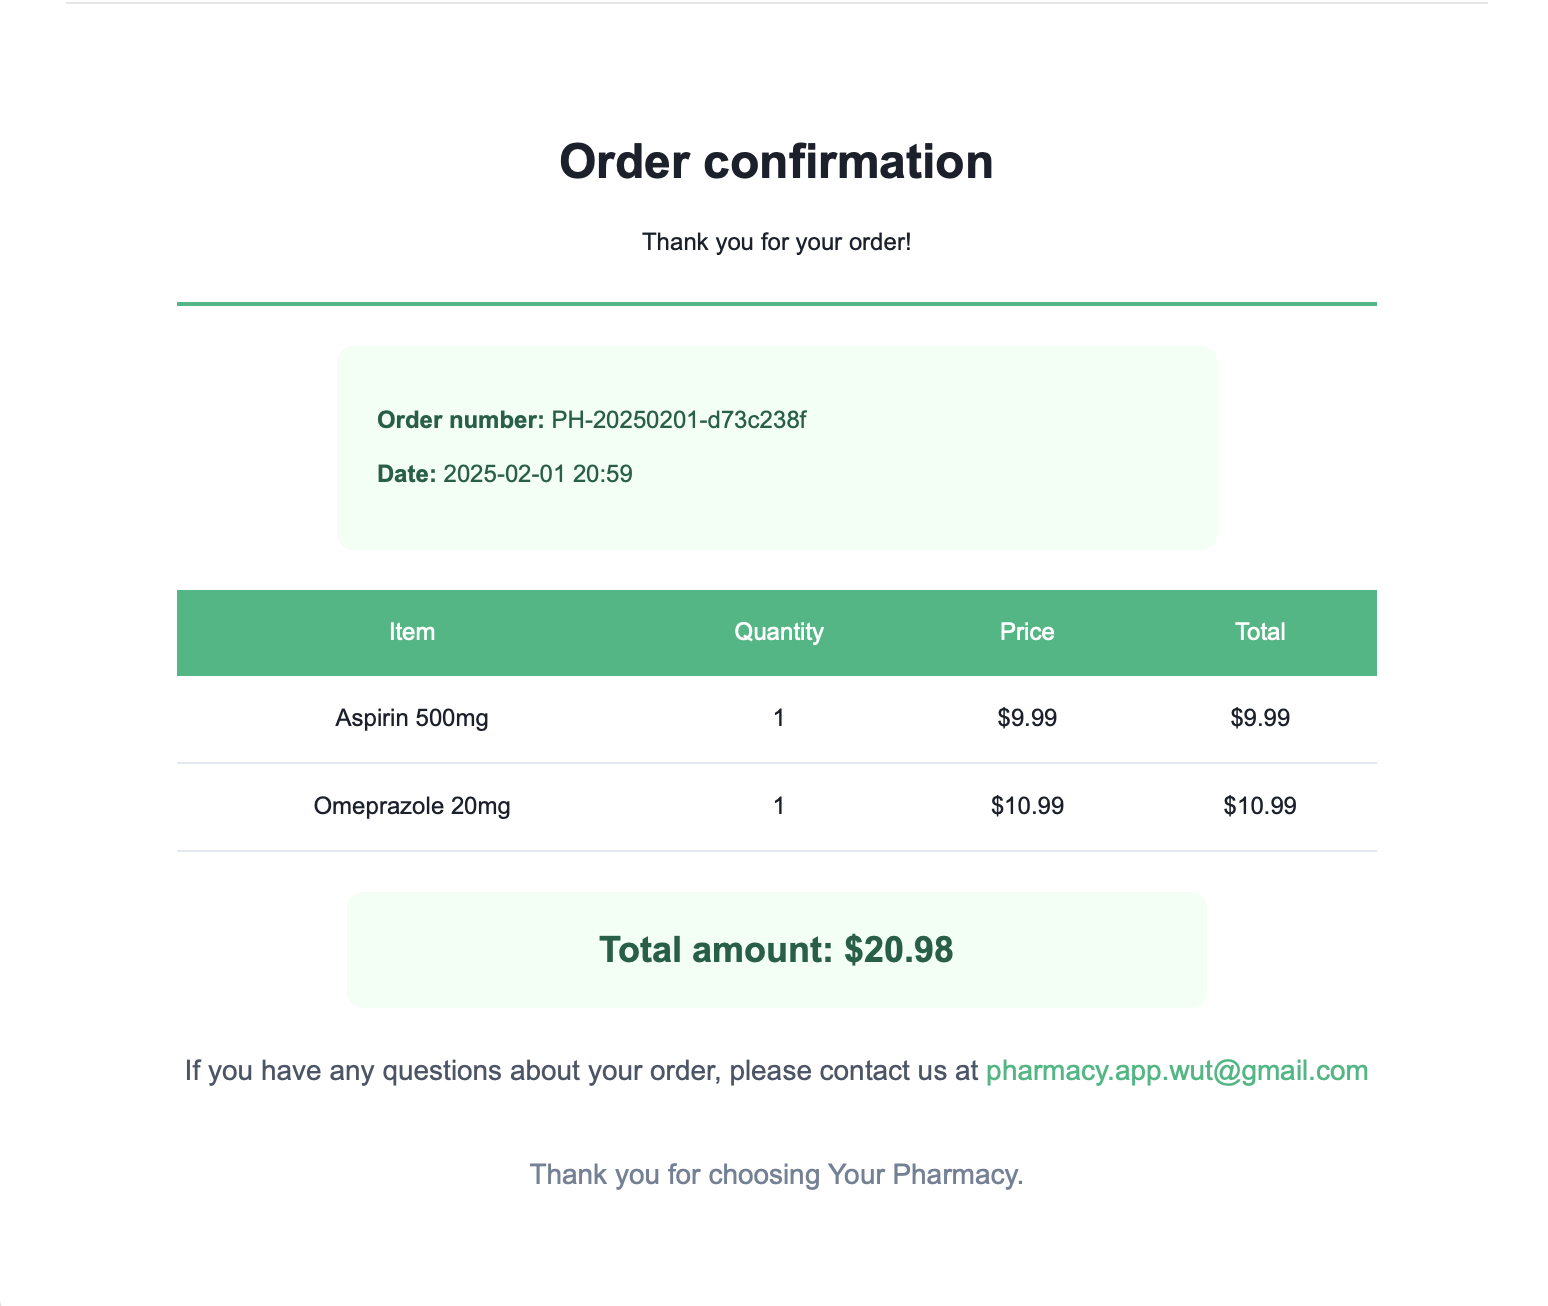 Order confirmation
Thank you for your order!
Order number: PH-20250201-d73c238f
Date: 2025-02-01 20:59
Item Quantity Price Total
Aspirin 500mg 1 $9.99 $9.99
Omeprazole 20mg 1 $10.99 $10.99
Total amount: $20.98
If you have any questions about your order, please contact us at pharmacy.app.wut@gmail.com
Thank you for choosing Your Pharmacy.